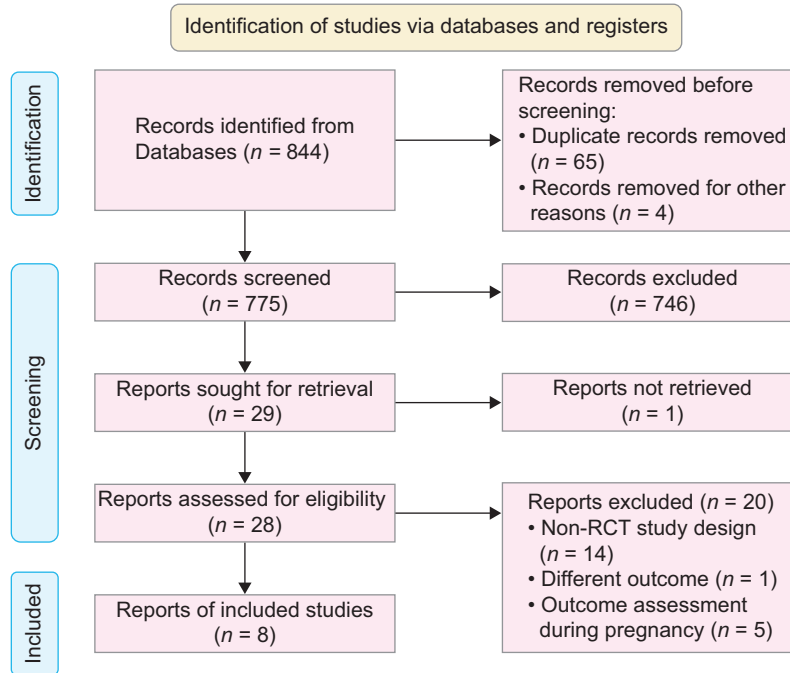 Identification of studies via databases and registers
Identification
Records identified from
Databases (n = 844)
Records removed before
screening:
• Duplicate records removed
(n = 65)
• Records removed for other
reasons (n = 4)
Screening
Records screened
(n = 775)
Records excluded
(n = 746)
Reports sought for retrieval
(n = 29)
Reports not retrieved
(n = 1)
Reports assessed for eligibility
(n = 28)
Reports excluded (n = 20)
• Non-RCT study design
(n = 14)
• Different outcome (n = 1)
• Outcome assessment
during pregnancy (n = 5)
Included
Reports of included studies
(n = 8)